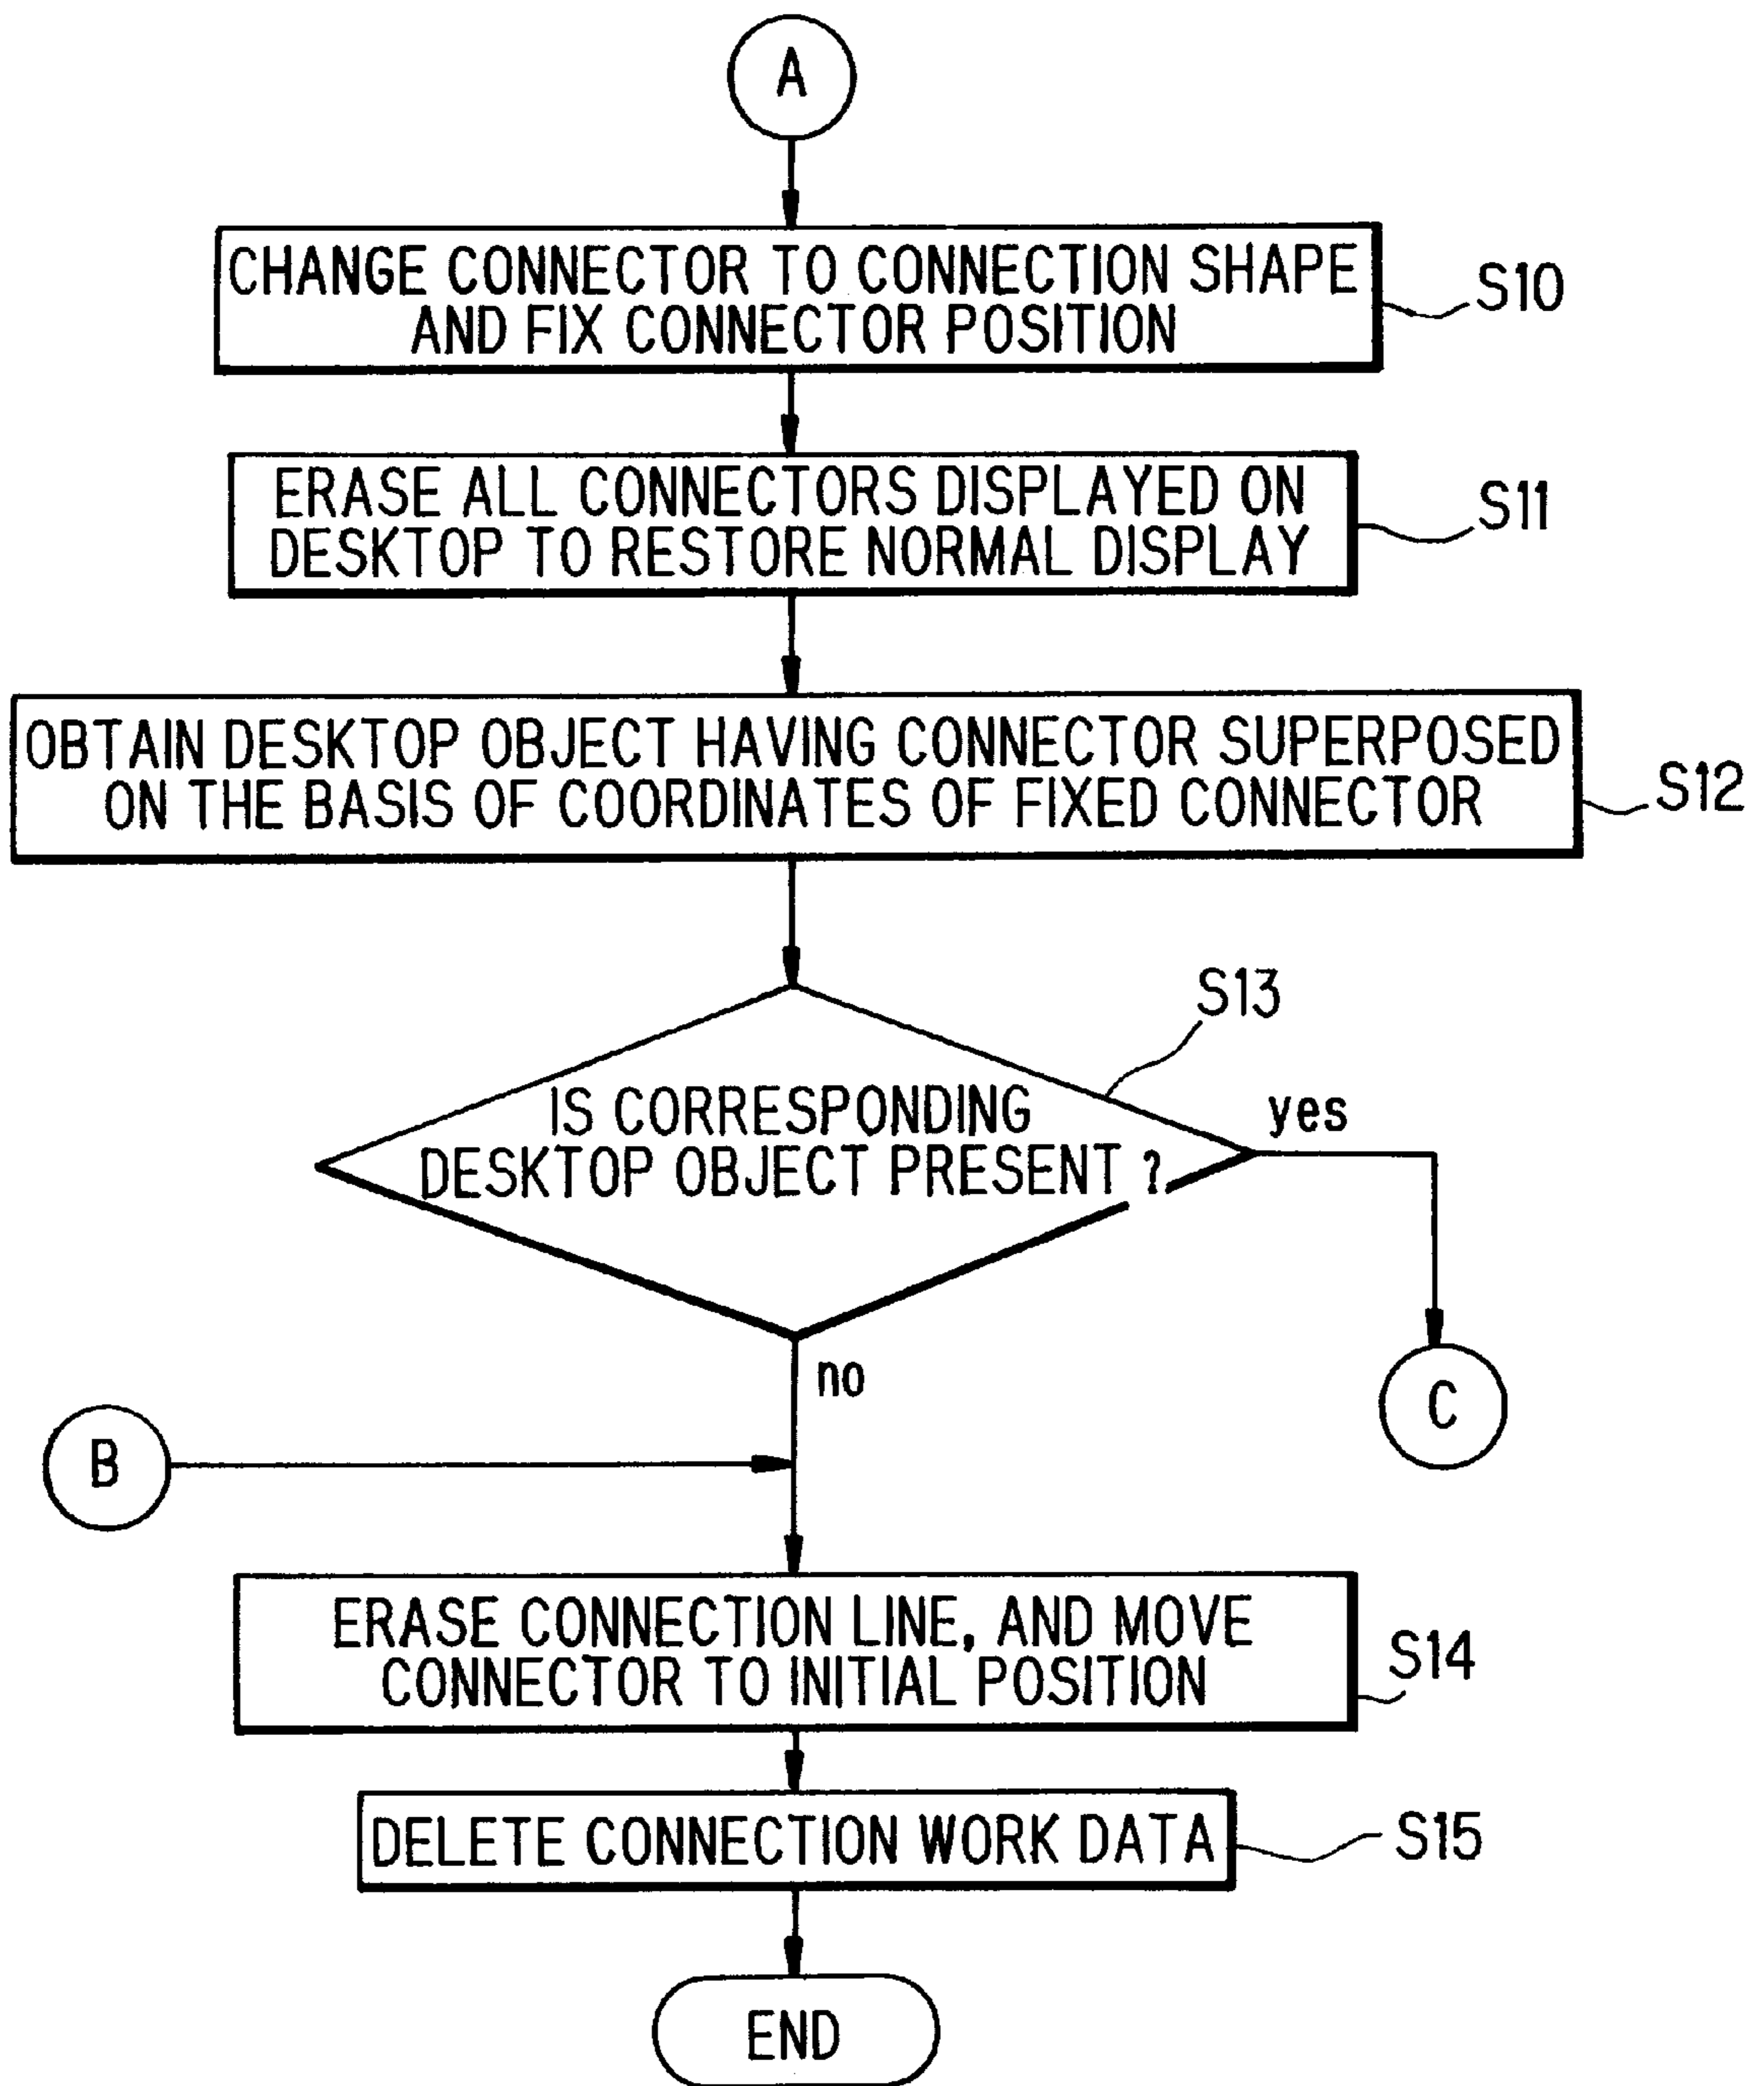 A
CHANGE CONNECTOR TO CONNECTION SHAPE
AND FIX CONNECTOR POSITION
S10
ERASE ALL CONNECTORS DISPLAYED ON
DESKTOP TO RESTORE NORMAL DISPLAY
S11
OBTAIN DESKTOP OBJECT HAVING CONNECTOR SUPERPOSED
ON THE BASIS OF COORDINATES OF FIXED CONNECTOR
S12
S13
IS CORRESPONDING
DESKTOP OBJECT PRESENT ?
yes
no
C
B
ERASE CONNECTION LINE, AND MOVE
CONNECTOR TO INITIAL POSITION
S14
DELETE CONNECTION WORK DATA
S15
END